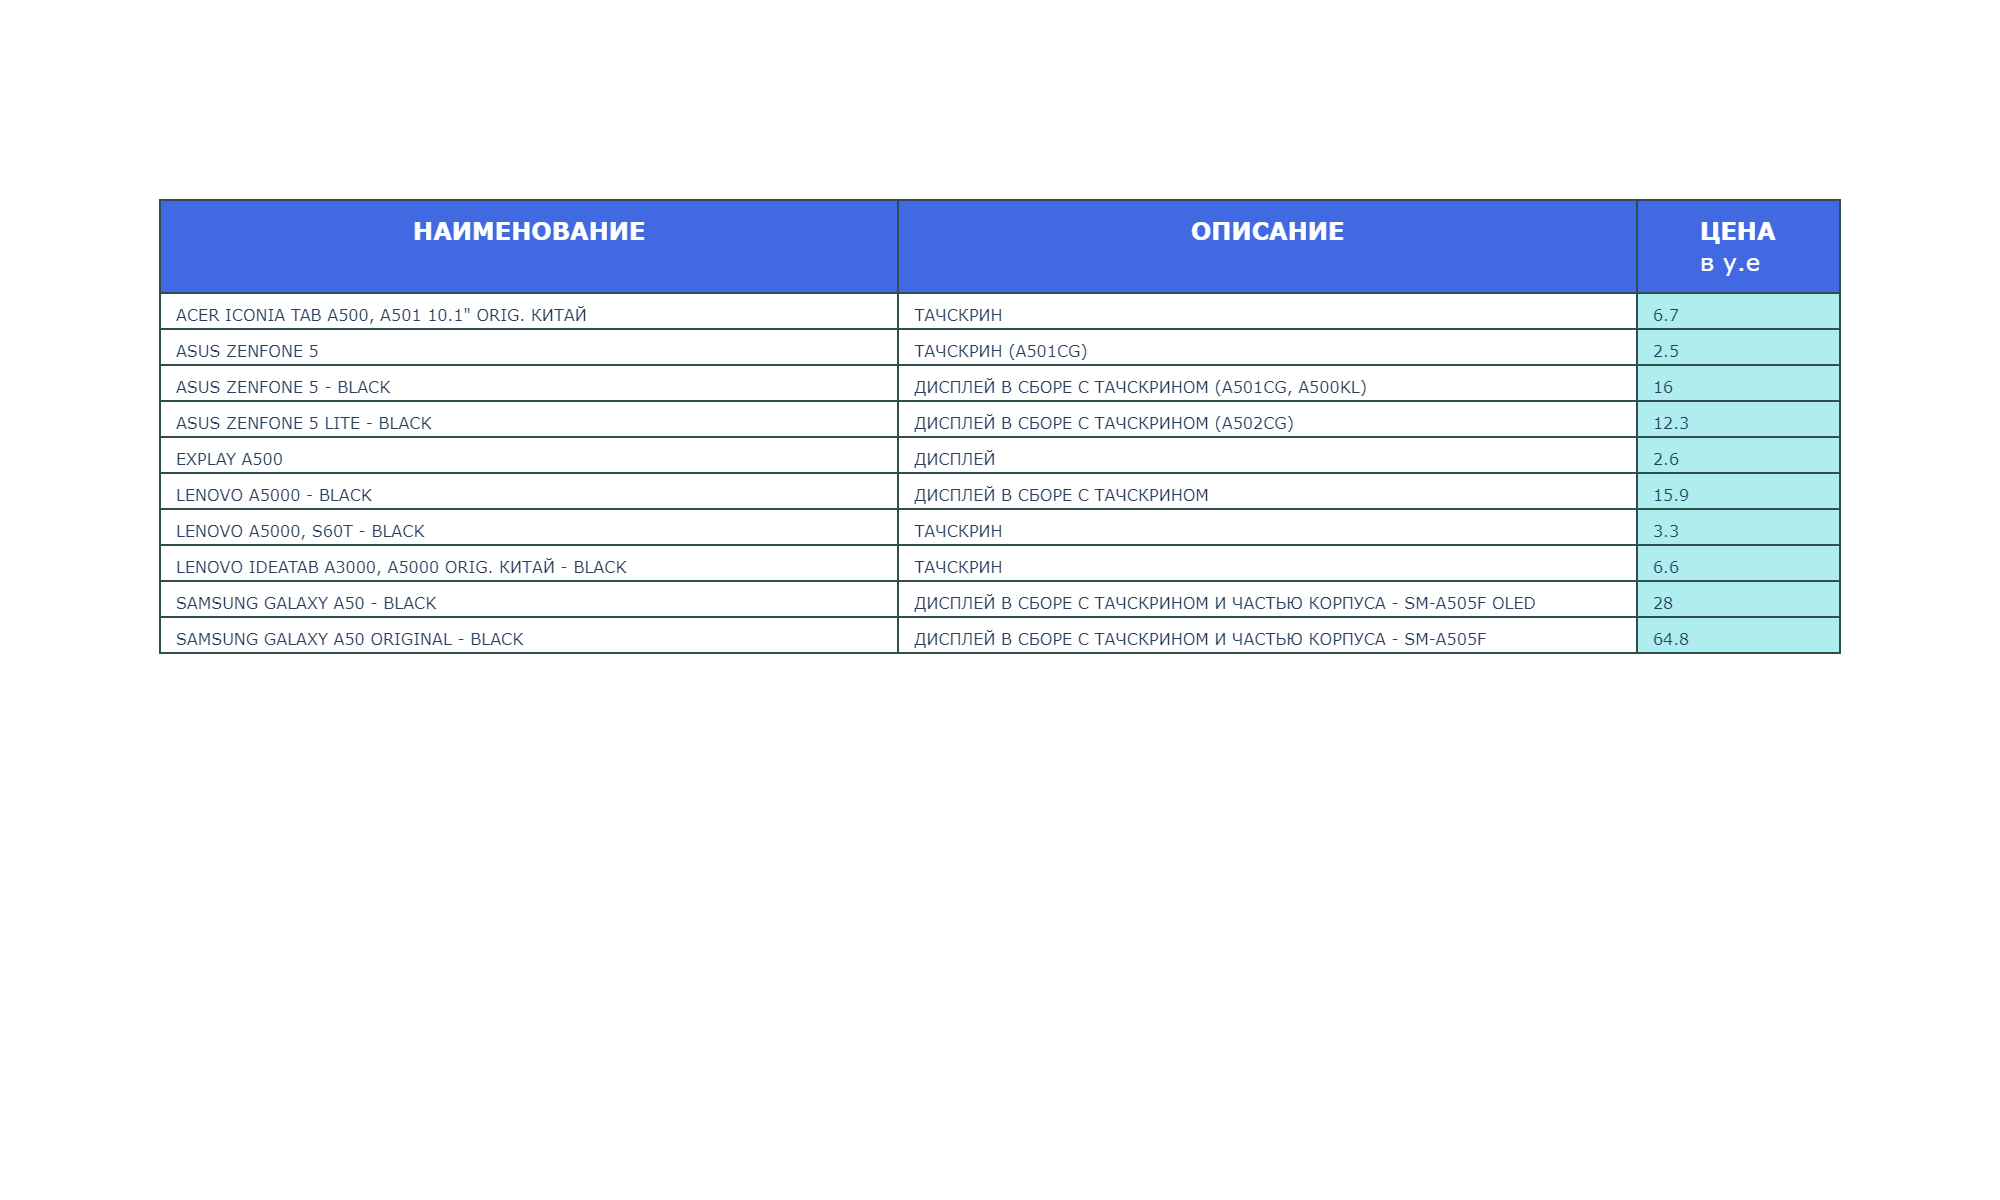 НАИМЕНОВАНИЕ ОПИСАНИЕ ЦЕНА
в у.е
ACER ICONIA TAB A500, A501 10.1" ORIG. КИТАЙ ТАЧСКРИН 6.7
ASUS ZENFONE 5 ТАЧСКРИН (A501CG) 2.5
ASUS ZENFONE 5 - BLACK ДИСПЛЕЙ В СБОРЕ С ТАЧСКРИНОМ (A501CG, A500KL) 16
ASUS ZENFONE 5 LITE - BLACK ДИСПЛЕЙ В СБОРЕ С ТАЧСКРИНОМ (A502CG) 12.3
EXPLAY A500 ДИСПЛЕЙ 2.6
LENOVO A5000 - BLACK ДИСПЛЕЙ В СБОРЕ С ТАЧСКРИНОМ 15.9
LENOVO A5000, S60T - BLACK ТАЧСКРИН 3.3
LENOVO IDEATAB A3000, A5000 ORIG. КИТАЙ - BLACK ТАЧСКРИН 6.6
SAMSUNG GALAXY A50 - BLACK ДИСПЛЕЙ В СБОРЕ С ТАЧСКРИНОМ И ЧАСТЬЮ КОРПУСА - SM-A505F OLED 28
SAMSUNG GALAXY A50 ORIGINAL - BLACK ДИСПЛЕЙ В СБОРЕ С ТАЧСКРИНОМ И ЧАСТЬЮ КОРПУСА - SM-A505F 64.8